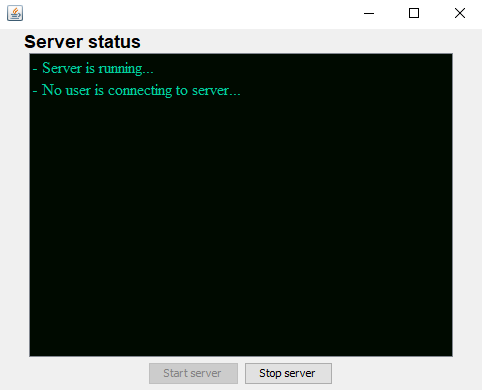 Server status
- Server is running...
- No user is connecting to server...
Start server Stop server